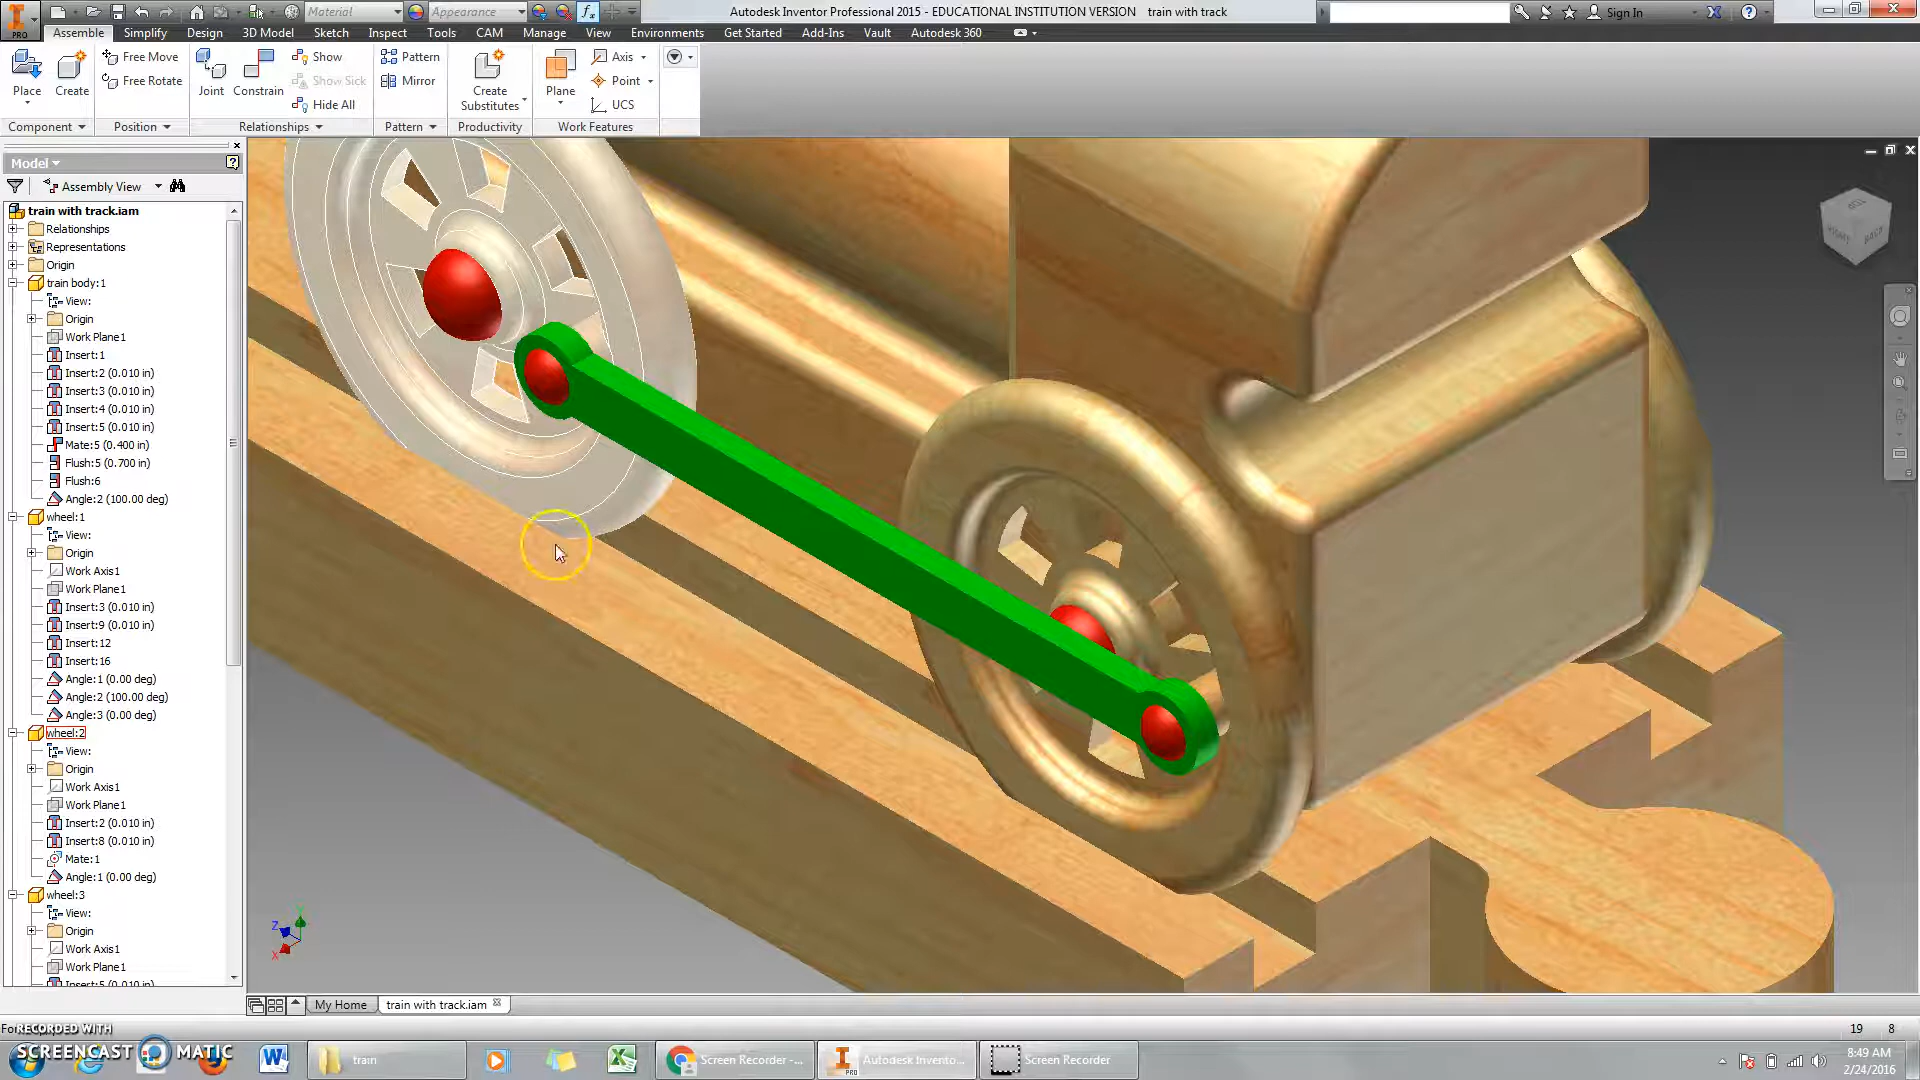 Material
Appearance
Autodesk Inventor Professional 2015 - EDUCATIONAL INSTITUTION VERSION train with track
Sign In
PRO
Assemble Simplify Design 3D Model Sketch Inspect Tools CAM Manage View Environments Get Started Add-Ins Vault Autodesk 360
Place
Create
Free Move
Free Rotate
Joint
Constrain
Show
Show Sick
Hide All
Pattern
Mirror
Create
Substitutes
Plane
Axis
Point
UCS
Component Position Relationships Pattern Productivity Work Features
Model
Assembly View
train with track.iam
Relationships
Representations
Origin
train body:1
View:
Origin
Work Plane1
Insert:1
Insert:2 (0.010 in)
Insert:3 (0.010 in)
Insert:4 (0.010 in)
Insert:5 (0.010 in)
Mate:5 (0.400 in)
Flush:5 (0.700 in)
Flush:6
Angle:2 (100.00 deg)
wheel:1
View:
Origin
Work Axis1
Work Plane1
Insert:3 (0.010 in)
Insert:9 (0.010 in)
Insert:12
Insert:16
Angle:1 (0.00 deg)
Angle:2 (100.00 deg)
Angle:3 (0.00 deg)
wheel:2
View:
Origin
Work Axis1
Work Plane1
Insert:2 (0.010 in)
Insert:8 (0.010 in)
Mate:1
Angle:1 (0.00 deg)
wheel:3
View:
Origin
Work Axis1
Work Plane1
Insert:5 (0.010 in)
RIGHT BACK
Y
Z
X
My Home train with track.iam
19 8
RECORDED WITH
SCREENCAST MATIC
train
Screen Recorder -...
Autodesk Invento...
Screen Recorder
8:49 AM
2/24/2016